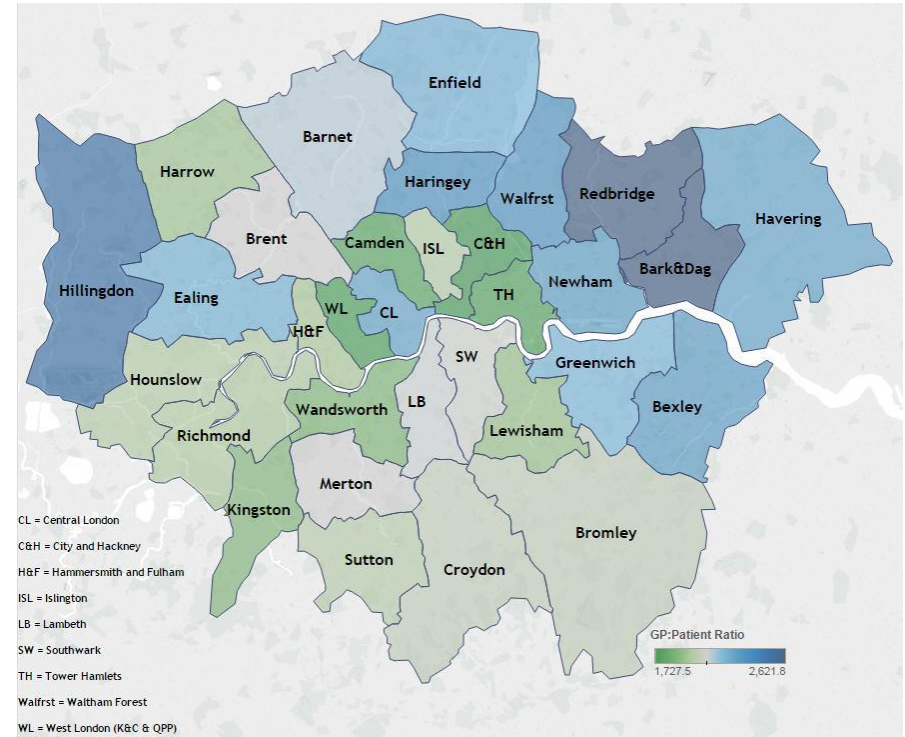 Enfield
Barnet
Harrow
Haringey
Walfrst
Redbridge
Havering
Brent
Camden
ISL
C&H
Bark&Dag
Hillingdon
Ealing
WL
CL
TH
Newham
H&F
SW
Greenwich
Hounslow
LB
Bexley
Wandsworth
Richmond
Lewisham
Merton
Kingston
Bromley
Sutton
Croydon
CL = Central London
C&H = City and Hackney
H&F = Hammersmith and Fulham
ISL = Islington
LB = Lambeth
SW = Southwark
TH = Tower Hamlets
Walfrst = Waltham Forest
WL = West London (K&C & QPP)
GP:Patient Ratio
1,727.5 2,621.8